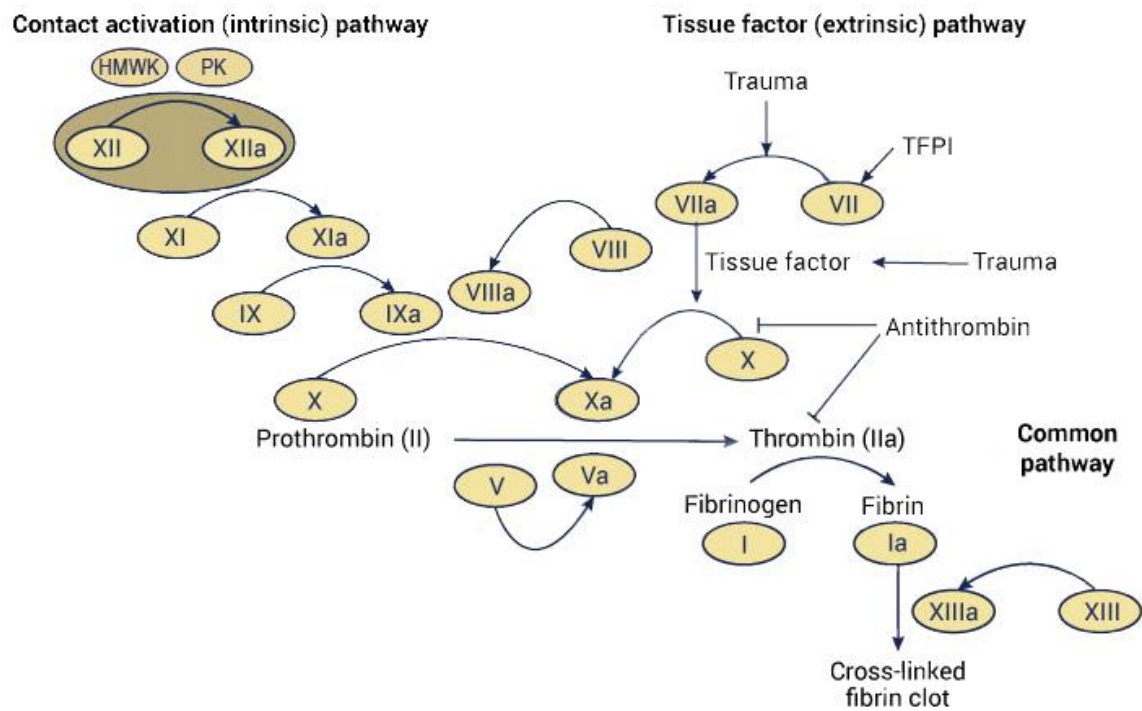 Contact activation (intrinsic) pathway
Tissue factor (extrinsic) pathway
HMWK
PK
Trauma
XII
XIIa
TFPI
VIIa
VII
XI
XIa
VIII
Tissue factor
Trauma
VIIIa
IX
IXa
Antithrombin
X
X
Xa
Prothrombin (II)
Thrombin (IIa)
Common
pathway
V
Va
Fibrinogen
Fibrin
I
Ia
XIIIa
XIII
Cross-linked
fibrin clot